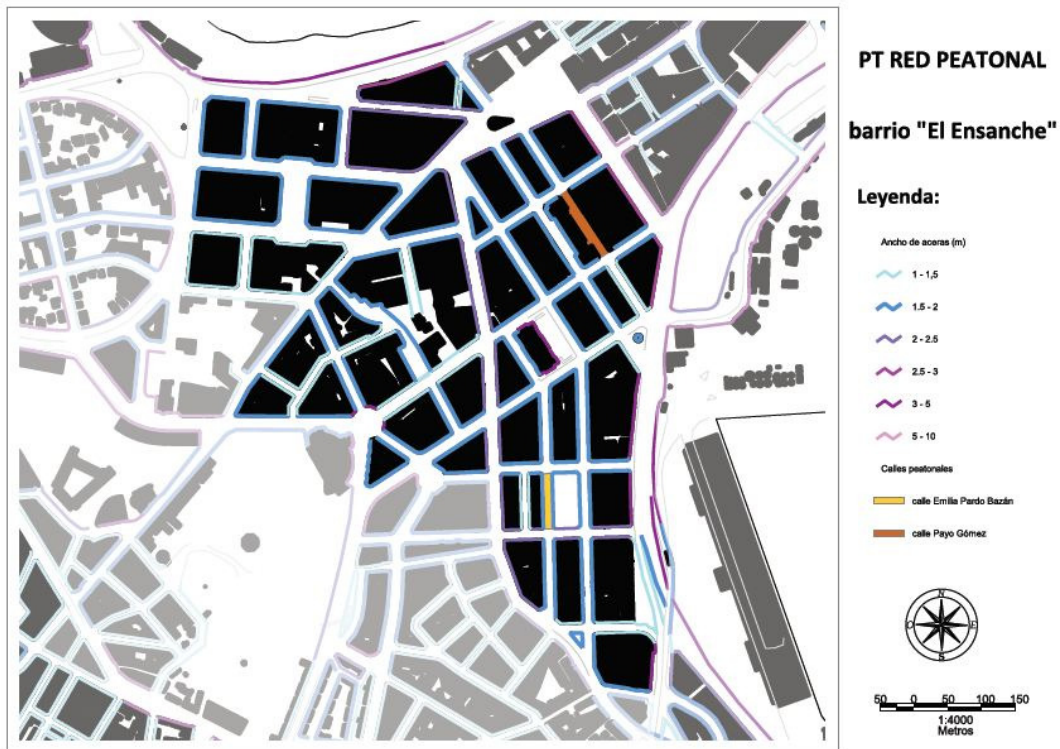 PT RED PEATONAL
barrio "El Ensanche"
Leyenda:
Ancho de aceras (m)
1 - 1,5
1.5 - 2
2 - 2.5
2.5 - 3
3 - 5
5 - 10
Calles peatonales
calle Emilia Pardo Bazán
calle Payo Gómez
N
O E
S
50 0 50 100 150
1:4000
Metros